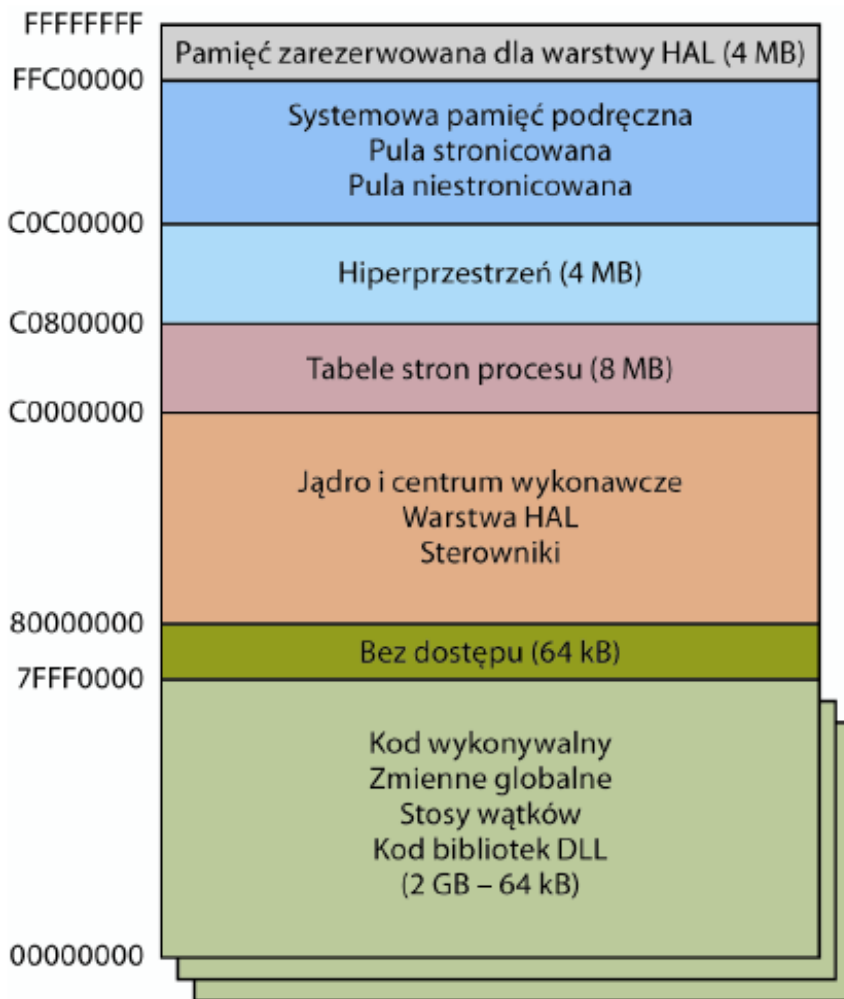 FFFFFFFF
Pamięć zarezerwowana dla warstwy HAL (4 MB)
FFC00000
Systemowa pamięć podręczna
Pula stronicowana
Pula niestronicowana
C0C00000
Hiperprzestrzeń (4 MB)
C0800000
Tabele stron procesu (8 MB)
C0000000
Jądro i centrum wykonawcze
Warstwa HAL
Sterowniki
80000000
Bez dostępu (64 kB)
7FFF0000
Kod wykonywalny
Zmienne globalne
Stosy wątków
Kod bibliotek DLL
(2 GB – 64 kB)
00000000